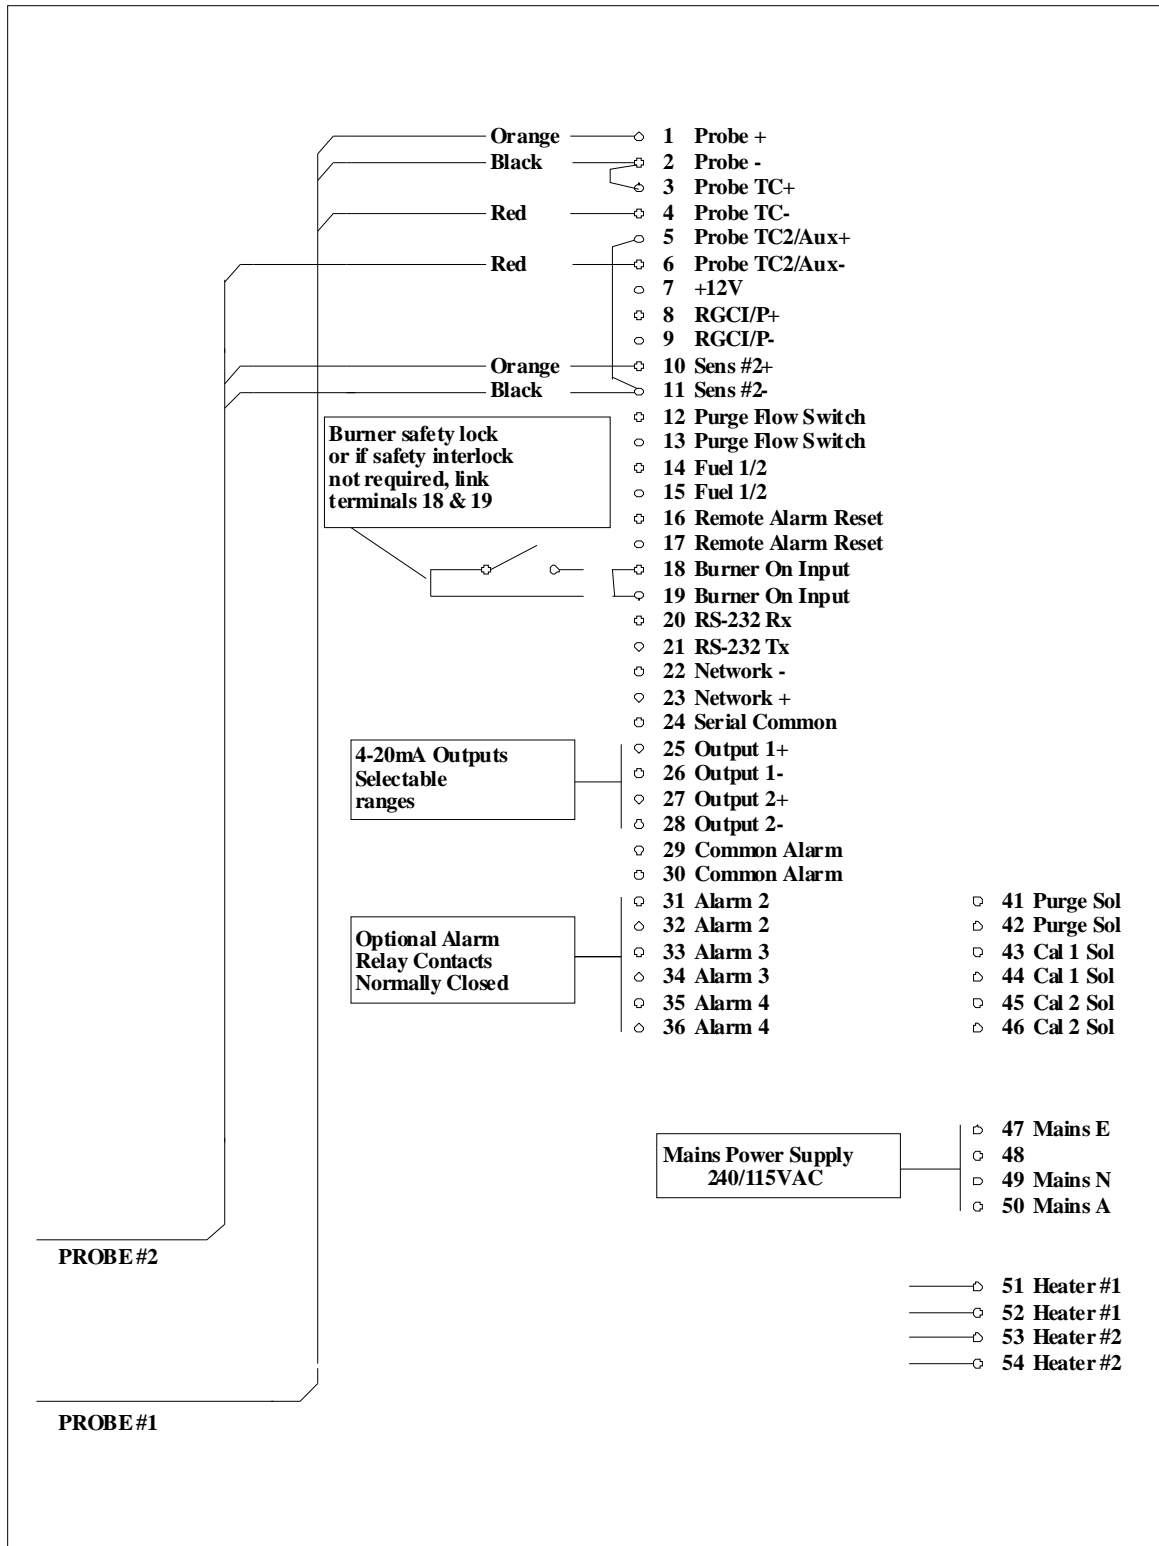 Orange 1 Probe +
Black 2 Probe -
3 Probe TC+
Red 4 Probe TC-
5 Probe TC2/Aux+
Red 6 Probe TC2/Aux-
7 +12V
8 RGCI/P+
9 RGCI/P-
Orange 10 Sens #2+
Black 11 Sens #2-
12 Purge Flow Switch
13 Purge Flow Switch
14 Fuel 1/2
15 Fuel 1/2
16 Remote Alarm Reset
17 Remote Alarm Reset
18 Burner On Input
19 Burner On Input
20 RS-232 Rx
21 RS-232 Tx
22 Network -
23 Network +
24 Serial Common
25 Output 1+
26 Output 1-
27 Output 2+
28 Output 2-
29 Common Alarm
30 Common Alarm
31 Alarm 2
32 Alarm 2
33 Alarm 3
34 Alarm 3
35 Alarm 4
36 Alarm 4
Burner safety lock
or if safety interlock
not required, link
terminals 18 & 19
4-20mA Outputs
Selectable
ranges
Optional Alarm
Relay Contacts
Normally Closed
41 Purge Sol
42 Purge Sol
43 Cal 1 Sol
44 Cal 1 Sol
45 Cal 2 Sol
46 Cal 2 Sol
Mains Power Supply
240/115VAC
47 Mains E
48
49 Mains N
50 Mains A
51 Heater #1
52 Heater #1
53 Heater #2
54 Heater #2
PROBE #2
PROBE #1